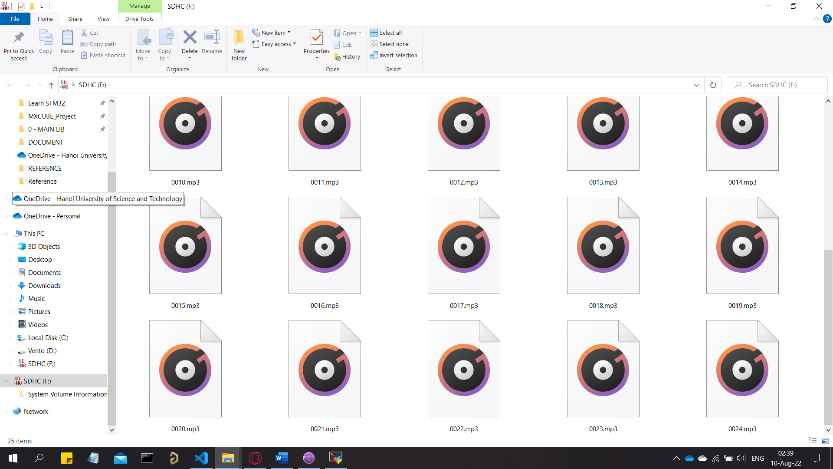 Manage
SDHC (F:)
File
Home
Share
View
Drive Tools
Pin to Quick access
Copy
Paste
Cut
Copy path
Paste shortcut
Move to
Copy to
Delete
Rename
New folder
New item
Easy access
Properties
Open
Edit
History
Select all
Select none
Invert selection
Clipboard
Organize
New
Open
Select
SDHC (F:)
Search SDHC (F:)
Learn STM32
MXCUBE_Project
0 - MAIN LIB
DOCUMENT
OneDrive - Hanoi University
REFERENCE
Reference
OneDrive - Hanoi University of Science and Technology
OneDrive - Personal
This PC
3D Objects
Desktop
Documents
Downloads
Music
Pictures
Videos
Local Disk (C:)
Vento (D:)
SDHC (F:)
SDHC (F:)
System Volume Information
Network
0010.mp3
0011.mp3
0012.mp3
0013.mp3
0014.mp3
0015.mp3
0016.mp3
0017.mp3
0018.mp3
0019.mp3
0020.mp3
0021.mp3
0022.mp3
0023.mp3
0024.mp3
25 items
ENG
02:39
10-Aug-22